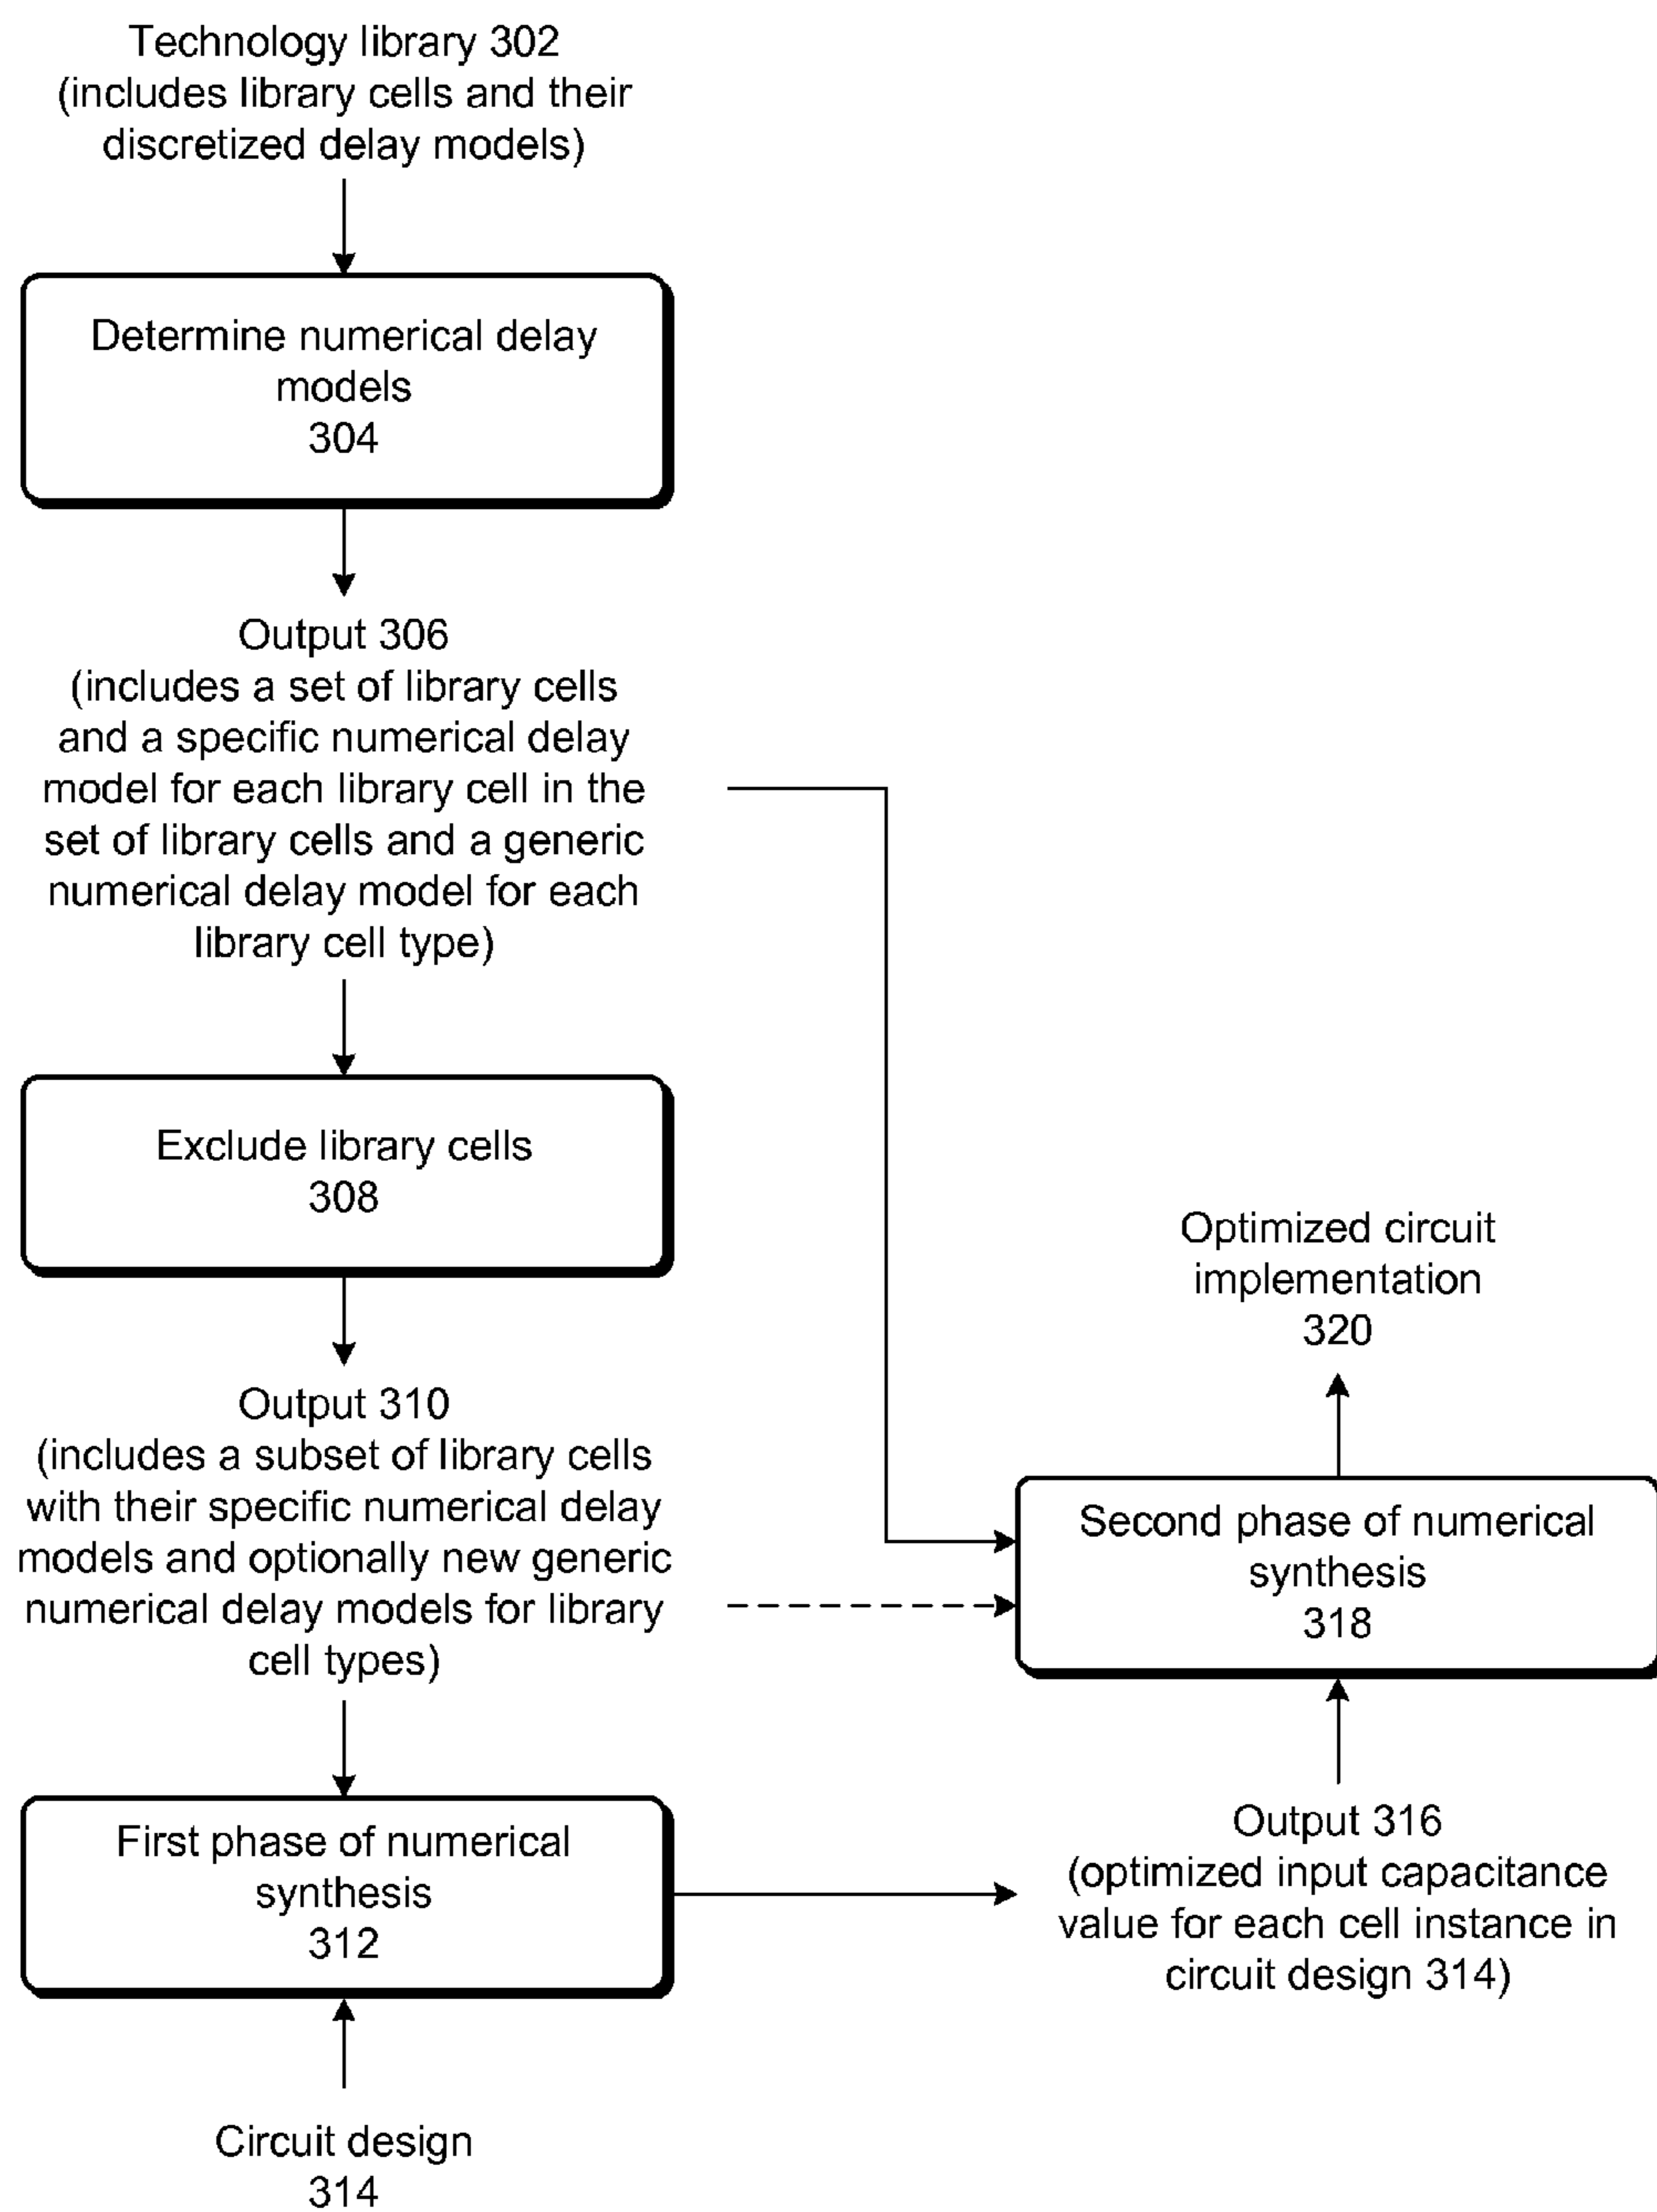 Technology library 302
(includes library cells and their
discretized delay models)
Determine numerical delay
models
304
Output 306
(includes a set of library cells
and a specific numerical delay
model for each library cell in the
set of library cells and a generic
numerical delay model for each
library cell type)
Exclude library cells
308
Output 310
(includes a subset of library cells
with their specific numerical delay
models and optionally new generic
numerical delay models for library
cell types)
First phase of numerical
synthesis
312
Circuit design
314
Optimized circuit
implementation
320
Second phase of numerical
synthesis
318
Output 316
(optimized input capacitance
value for each cell instance in
circuit design 314)